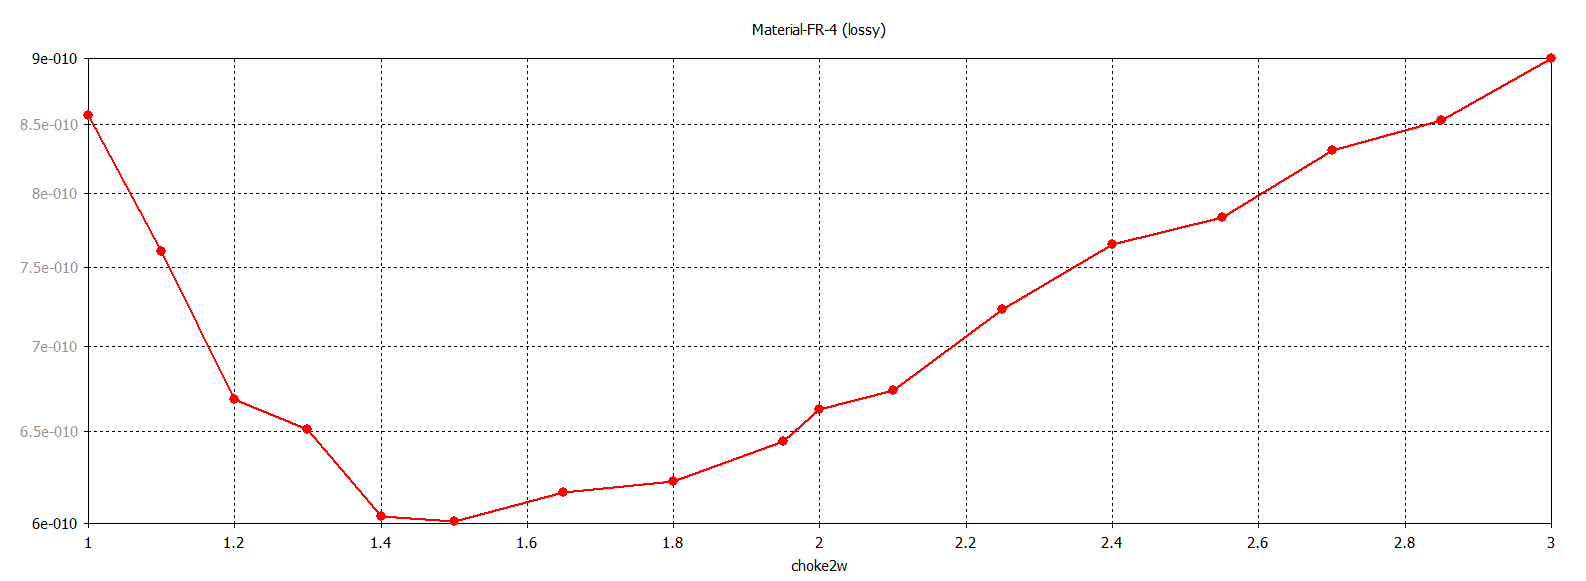 Material-FR-4 (lossy)
9e-010
8.5e-010
8e-010
7.5e-010
7e-010
6.5e-010
6e-010
1 1.2 1.4 1.6 1.8 2 2.2 2.4 2.6 2.8 3
choke2w